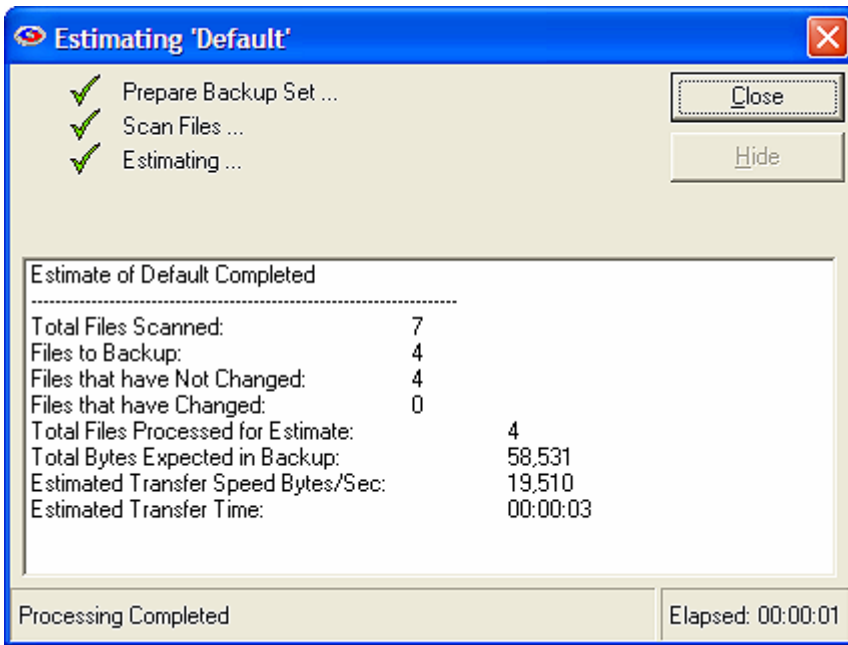 Estimating 'Default'
Prepare Backup Set ...
Close
Scan Files ...
Estimating ...
Hide
Estimate of Default Completed
-----------------------------------------------------------------------
Total Files Scanned: 7
Files to Backup: 4
Files that have Not Changed: 4
Files that have Changed: 0
Total Files Processed for Estimate: 4
Total Bytes Expected in Backup: 58,531
Estimated Transfer Speed Bytes/Sec: 19,510
Estimated Transfer Time: 00:00:03
Processing Completed
Elapsed: 00:00:01